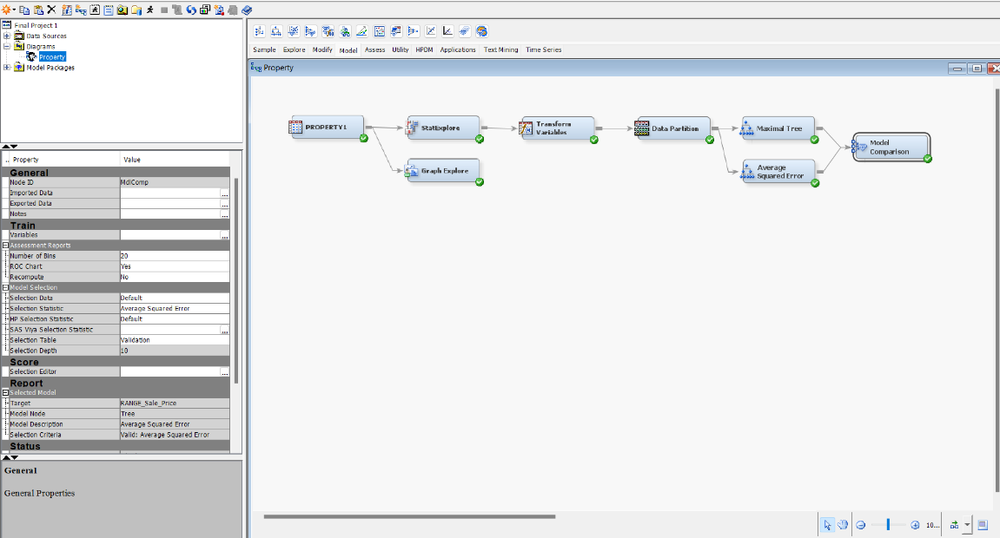 Final Project 1
Data Sources
Diagrams
Property
Model Packages
Sample Explore Modify Model Assess Utility HPDM Applications Text Mining Time Series
Property
PROPERTY1
StatExplore
Transform
Variables
Data Partition
Maximal Tree
Model
Comparison
Graph Explore
Average
Squared Error
.. Property Value
General
Node ID MdlComp
Imported Data ...
Exported Data ...
Notes ...
Train
Variables ...
Assessment Reports
Number of Bins 20
ROC Chart Yes
Recompute No
Model Selection
Selection Data Default
Selection Statistic Average Squared Error
HP Selection Statistic Default
SAS Viya Selection Statistic ...
Selection Table Validation
Selection Depth 10
Score
Selection Editor ...
Report
Selected Model
Target RANGE_Sale_Price
Model Node Tree
Model Description Average Squared Error
Selection Criteria Valid: Average Squared Error
Status
General
General Properties
10...